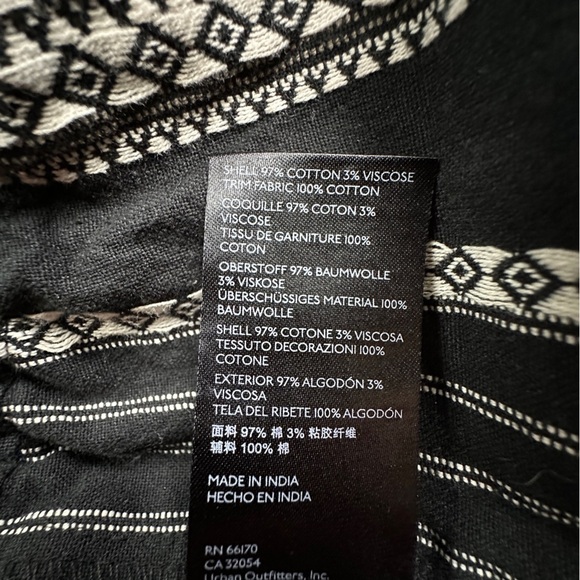 SHELL 97% COTTON 3% VISCOSE
TRIM FABRIC 100% COTTON
COQUILLE 97% COTON 3%
VISCOSE
TISSU DE GARNITURE 100%
COTON
OBERSTOFF 97% BAUMWOLLE
3% VISKOSE
ÜBERSCHÜSSIGES MATERIAL 100%
BAUMWOLLE
SHELL 97% COTONE 3% VISCOSA
TESSUTO DECORAZIONI 100%
COTONE
EXTERIOR 97% ALGODÓN 3%
VISCOSA
TELA DEL RIBETE 100% ALGODÓN
面料 97% 棉 3% 粘胶纤维
辅料 100% 棉
MADE IN INDIA
HECHO EN INDIA
RN 66170
CA 32054
Urban Outfitters, Inc.